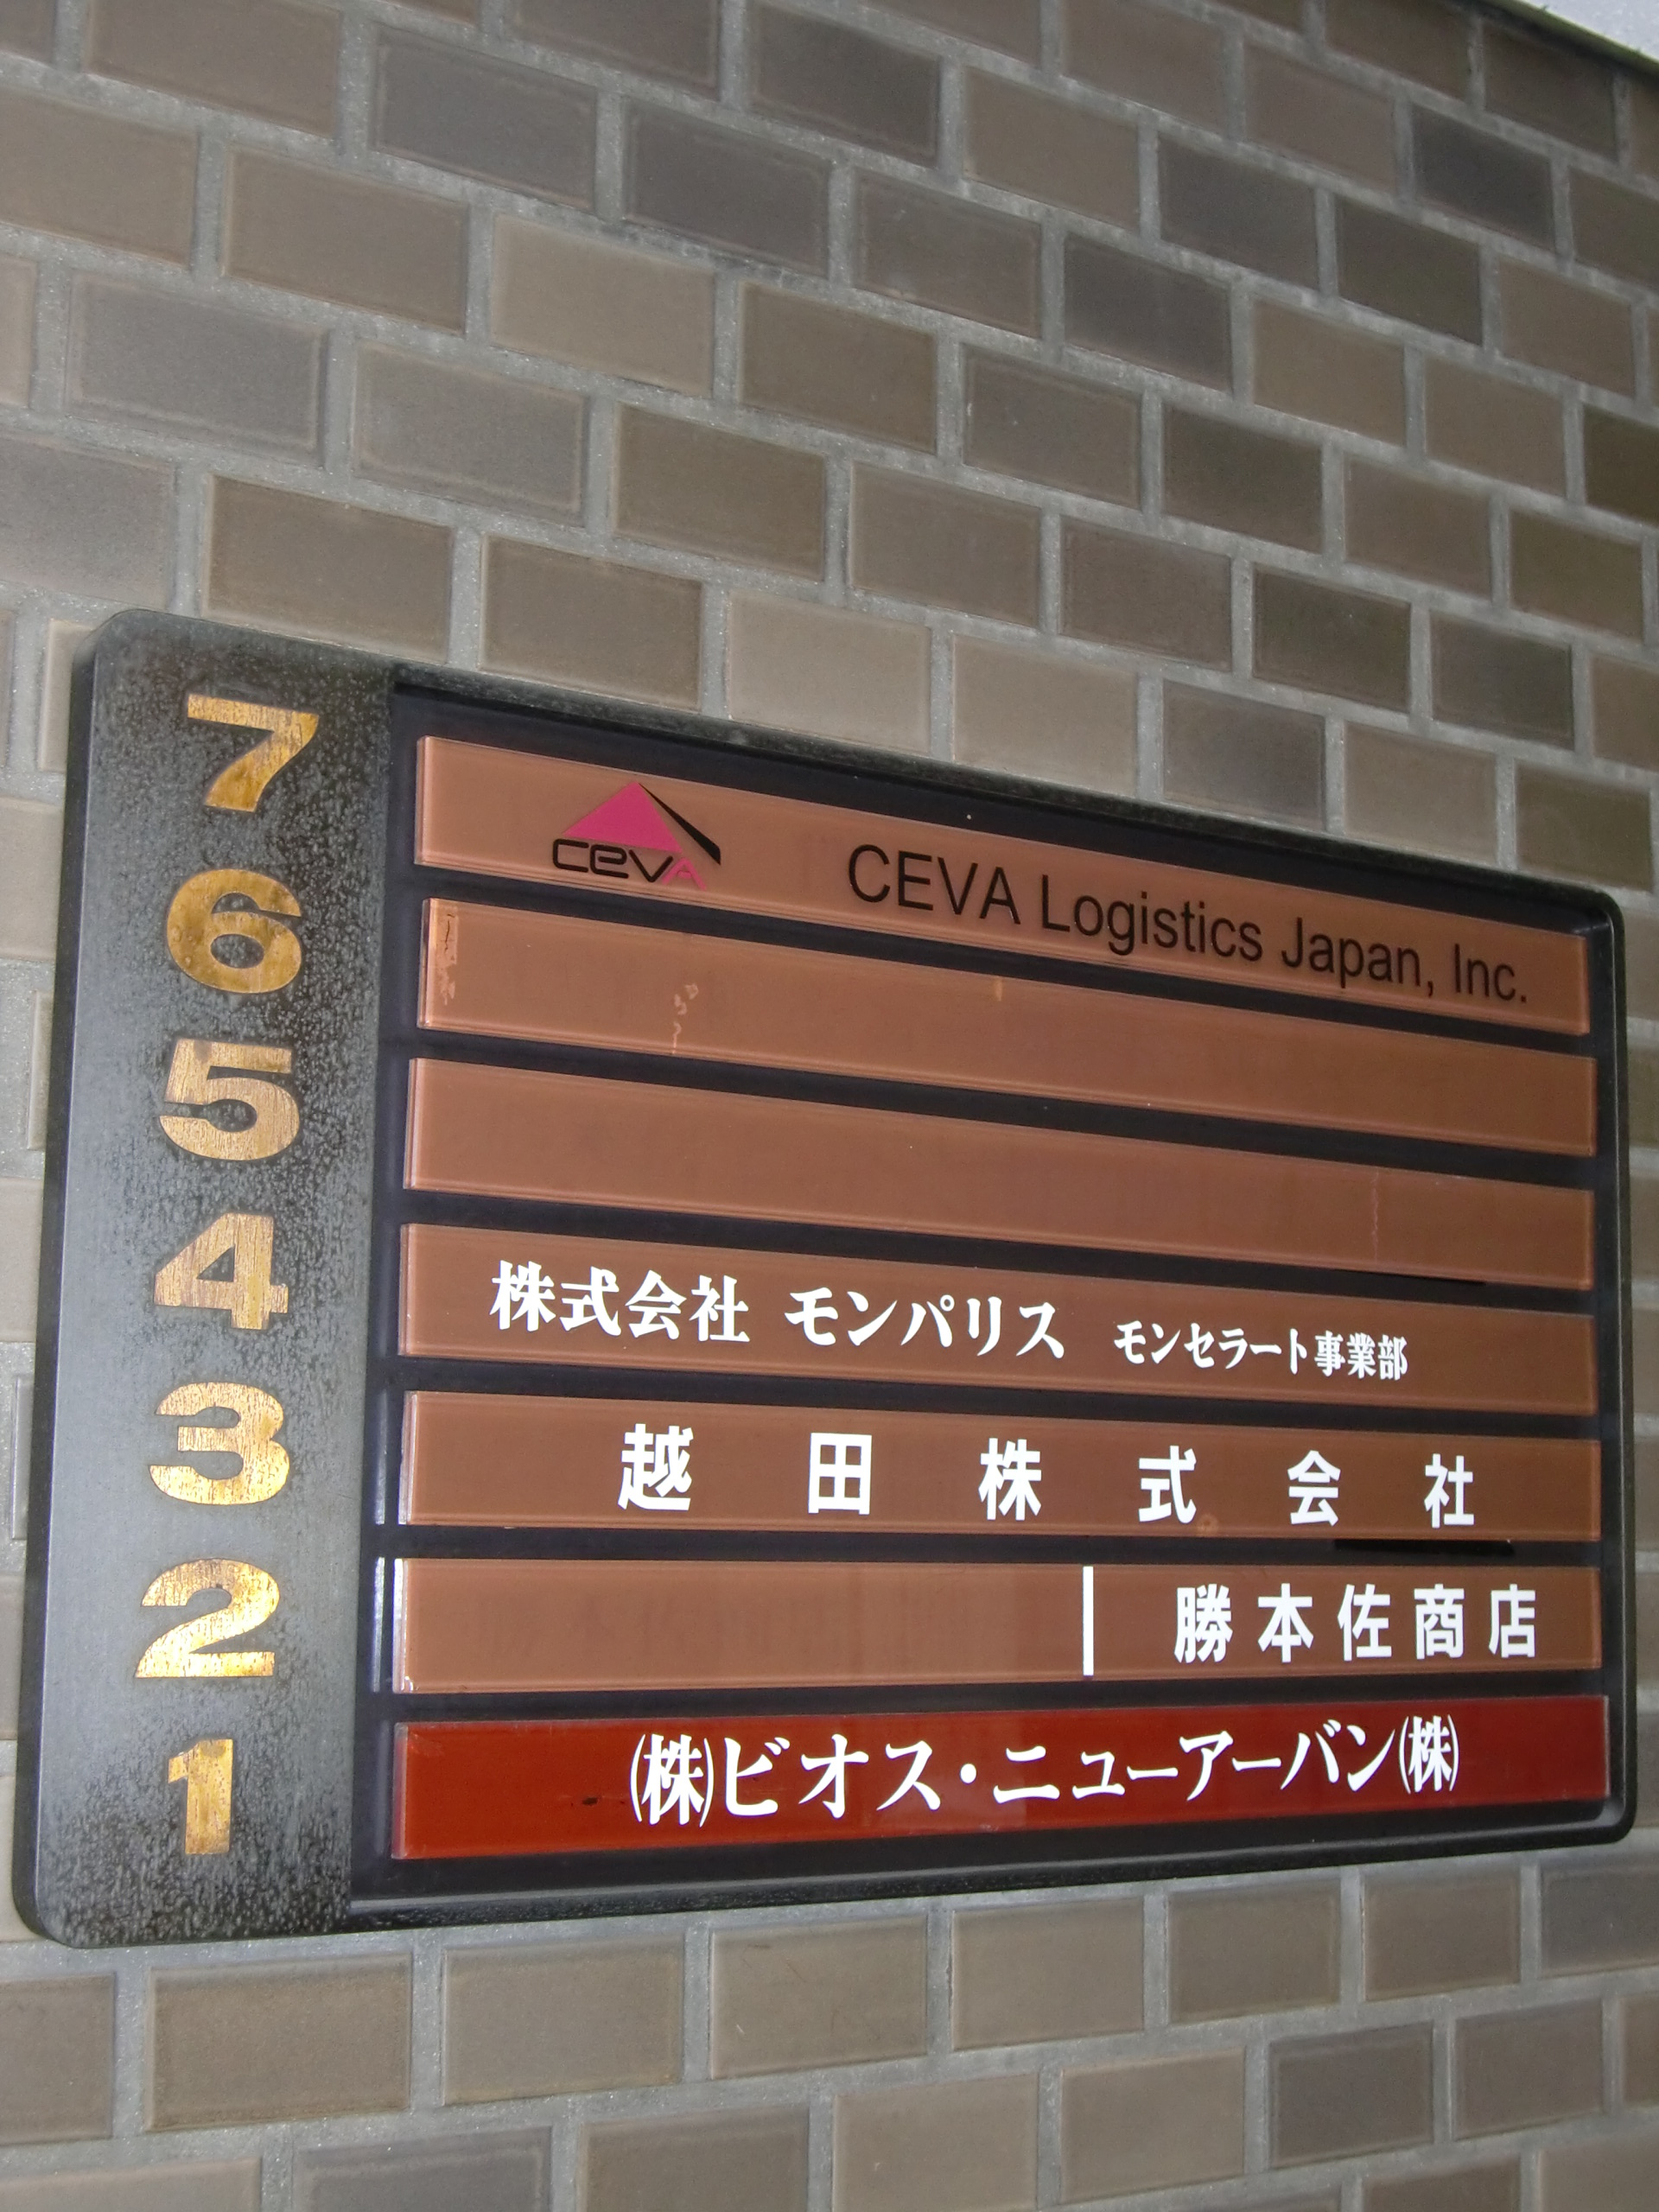 7 ceva CEVA Logistics Japan, Inc.
6
5
4 株式会社 モンパリス モンセラート事業部
3 越田株式会社
2 | 勝本佐商店
1 ㈱ビオス・ニューアーバン㈱